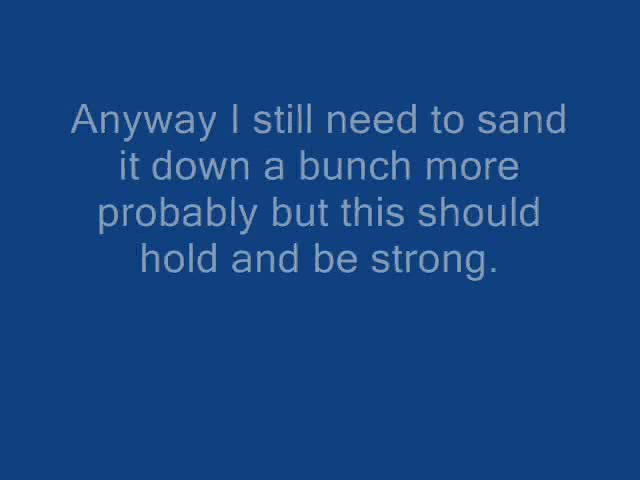 Anyway I still need to sand
it down a bunch more
probably but this should
hold and be strong.